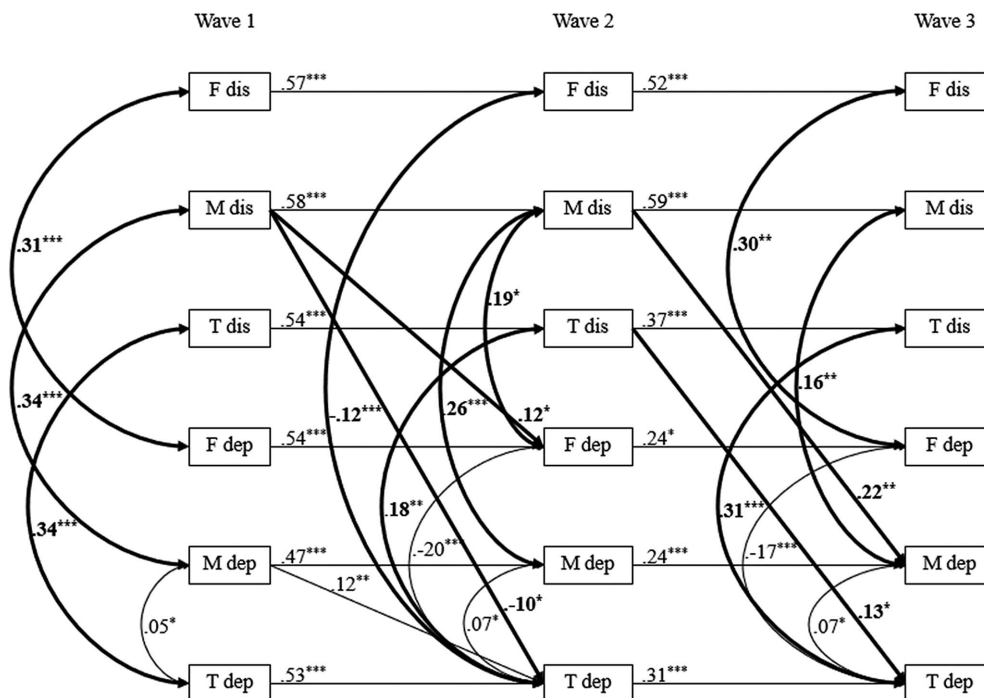 Wave 1 Wave 2 Wave 3
F dis .57*** F dis .52*** F dis
M dis .58*** M dis .59*** M dis
.31*** .30**
.19*
T dis .54*** T dis .37*** T dis
.34*** -.12*** .26*** .12* .16**
F dep .54*** F dep .24* F dep
.34*** .18** .31*** .22**
.-20*** .-17***
M dep .47*** M dep .24*** M dep
.12** .-10* .13*
.05* .07* .07*
T dep .53*** T dep .31*** T dep